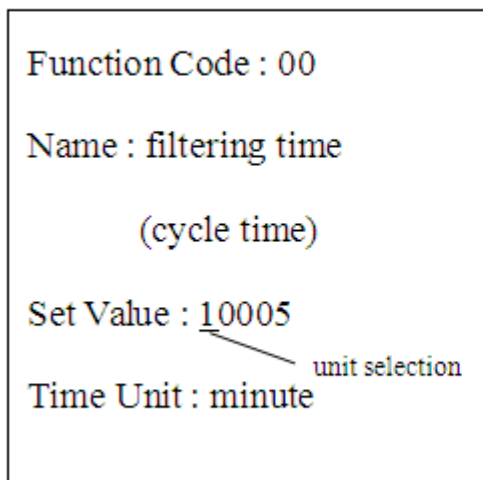 Function Code : 00
Name : filtering time
(cycle time)
Set Value : 10005
unit selection
Time Unit : minute